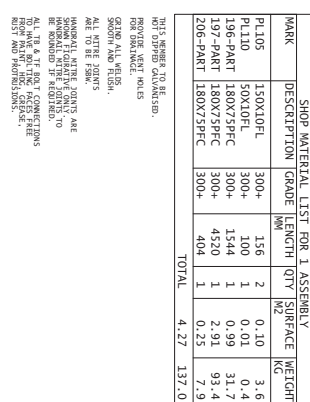 SHOP MATERIAL LIST FOR 1 ASSEMBLY
MARK DESCRIPTION GRADE LENGTH QTY SURFACE WEIGHT
MM M2 KG
PL105 150X10FL 300+ 156 2 0.10 3.6
PL110 50X10FL 300+ 100 1 0.01 0.4
196-PART 180X75PFC 300+ 1544 1 0.99 31.7
197-PART 180X75PFC 300+ 4520 1 2.91 93.4
206-PART 180X75PFC 300+ 404 1 0.25 7.9
TOTAL 4.27 137.0
THIS MEMBER TO BE
HOT DIPPED GALVANISED.
PROVIDE VENT HOLES
FOR DRAINAGE.
GRIND ALL WELDS
SMOOTH AND FLUSH.
ALL MITRE JOINTS
ARE TO BE FSBW.
HANDRAIL MITRE JOINTS ARE
SHOWN FIGURATIVE ONLY.
HANDRAIL MITRE JOINTS TO
BE ROUNDED IF REQUIRED.
ALL TB & TF BOLT CONNECTIONS
TO HAVE BOLTING FACES FREE
FROM PAINT, HDG, GREASE,
RUST AND PROTRUSIONS.